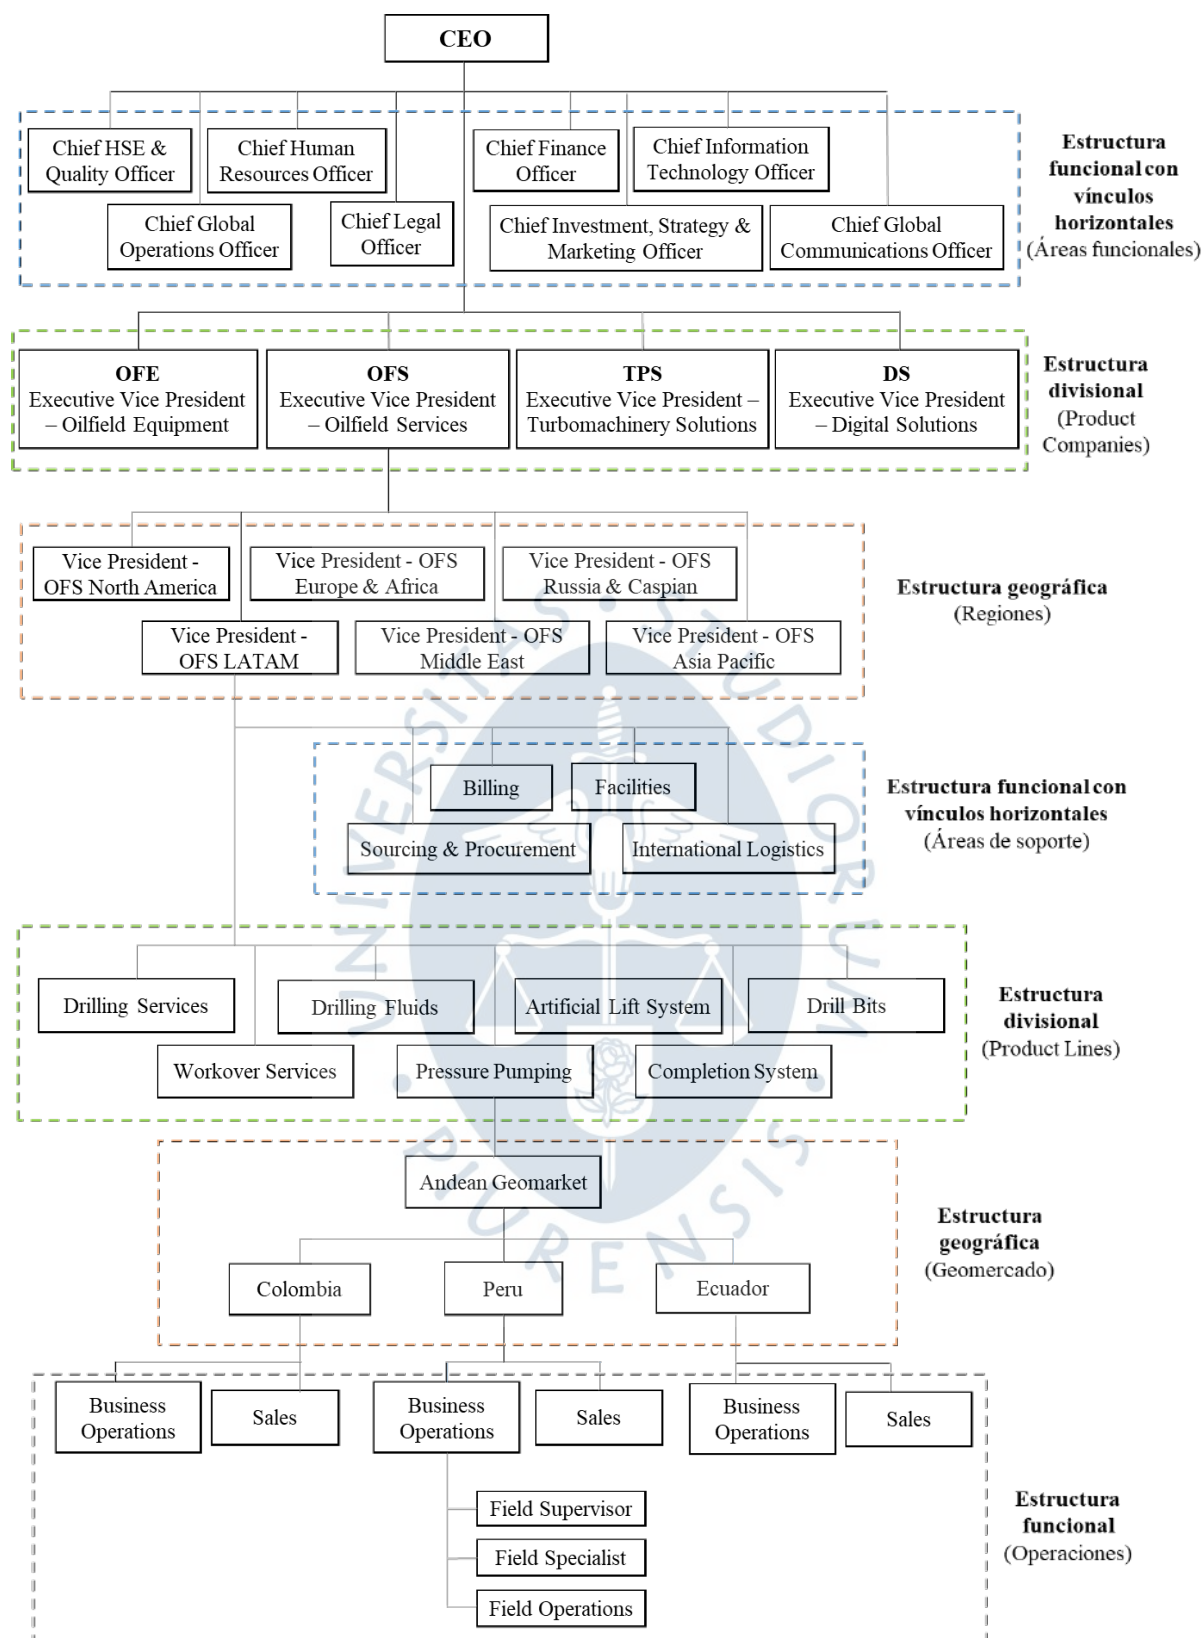 CEO
Chief HSE &
Quality Officer
Chief Human
Resources Officer
Chief Finance
Officer
Chief Information
Technology Officer
Chief Global
Operations Officer
Chief Legal
Officer
Chief Investment, Strategy &
Marketing Officer
Chief Global
Communications Officer
Estructura
funcional con
vínculos
horizontales
(Áreas funcionales)
OFE
Executive Vice President
– Oilfield Equipment
OFS
Executive Vice President
– Oilfield Services
TPS
Executive Vice President –
Turbomachinery Solutions
DS
Executive Vice President
– Digital Solutions
Estructura
divisional
(Product
Companies)
Vice President -
OFS North America
Vice President - OFS
Europe & Africa
Vice President - OFS
Russia & Caspian
Vice President -
OFS LATAM
Vice President - OFS
Middle East
Vice President - OFS
Asia Pacific
Estructura geográfica
(Regiones)
Billing
Facilities
Sourcing & Procurement
International Logistics
Estructura funcional con
vínculos horizontales
(Áreas de soporte)
Drilling Services
Drilling Fluids
Artificial Lift System
Drill Bits
Workover Services
Pressure Pumping
Completion System
Estructura
divisional
(Product Lines)
Andean Geomarket
Colombia
Peru
Ecuador
Estructura
geográfica
(Geomercado)
Business
Operations
Sales
Business
Operations
Sales
Business
Operations
Sales
Field Supervisor
Field Specialist
Field Operations
Estructura
funcional
(Operaciones)
UNIVERSITAS · STUDIORUM · PIURENSIS ·